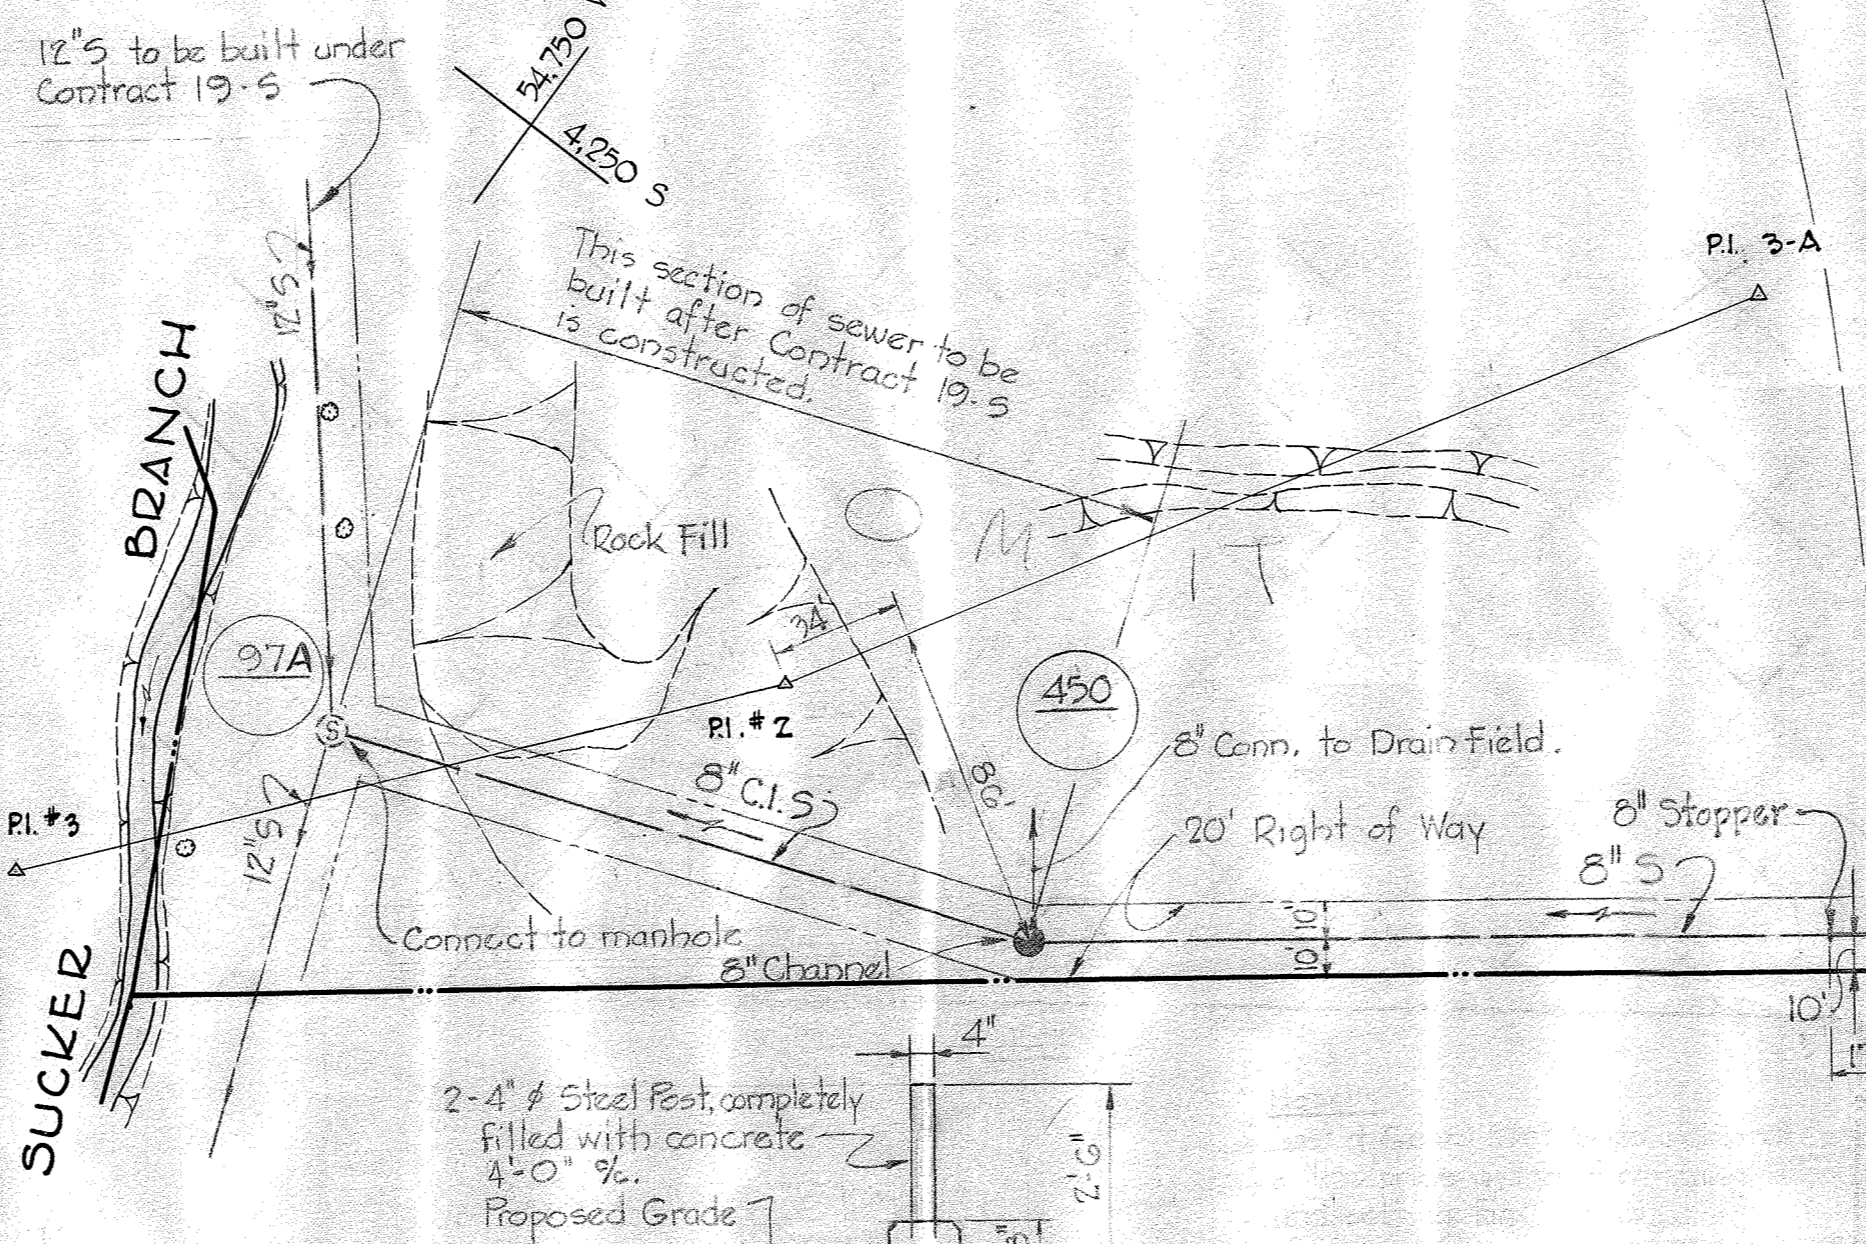 12"S to be built under
Contract 19-S
54,750
4,250 S
12"S
This section of sewer to be
built after Contract 19-S
is constructed.
P.I. 3-A
BRANCH
Rock Fill
O M I T
34'
97A
S
450
P.I. #2
8" C.I.S.
86'
8" Conn. to Drain Field.
20' Right of Way
8" Stopper
8" S
P.I. #3
12"S
Connect to manhole
8" Channel
10'
10'
10'
SUCKER
4"
2-4" ϕ Steel Post, completely
filled with concrete
4'-0" c/c.
Proposed Grade
2'-6"